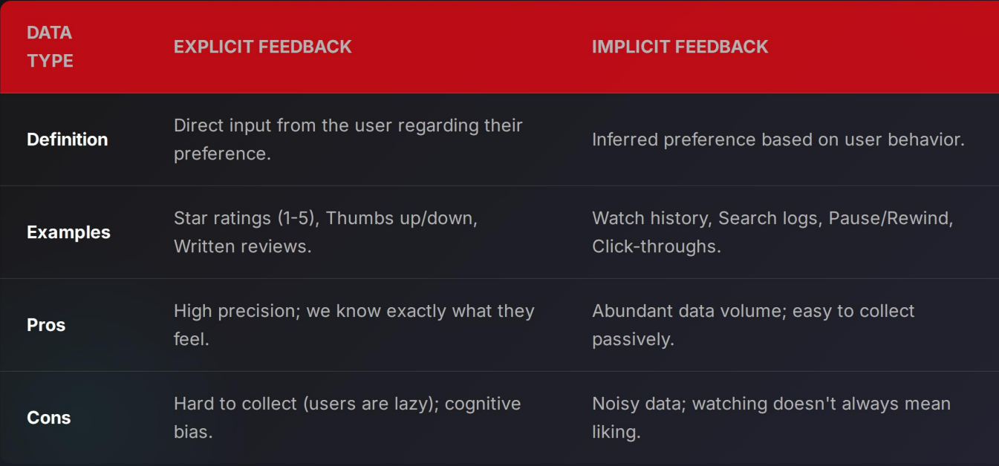 DATA
TYPE
EXPLICIT FEEDBACK
IMPLICIT FEEDBACK
Definition
Direct input from the user regarding their
preference.
Inferred preference based on user behavior.
Examples
Star ratings (1-5), Thumbs up/down,
Written reviews.
Watch history, Search logs, Pause/Rewind,
Click-throughs.
Pros
High precision; we know exactly what they
feel.
Abundant data volume; easy to collect
passively.
Cons
Hard to collect (users are lazy); cognitive
bias.
Noisy data; watching doesn't always mean
liking.